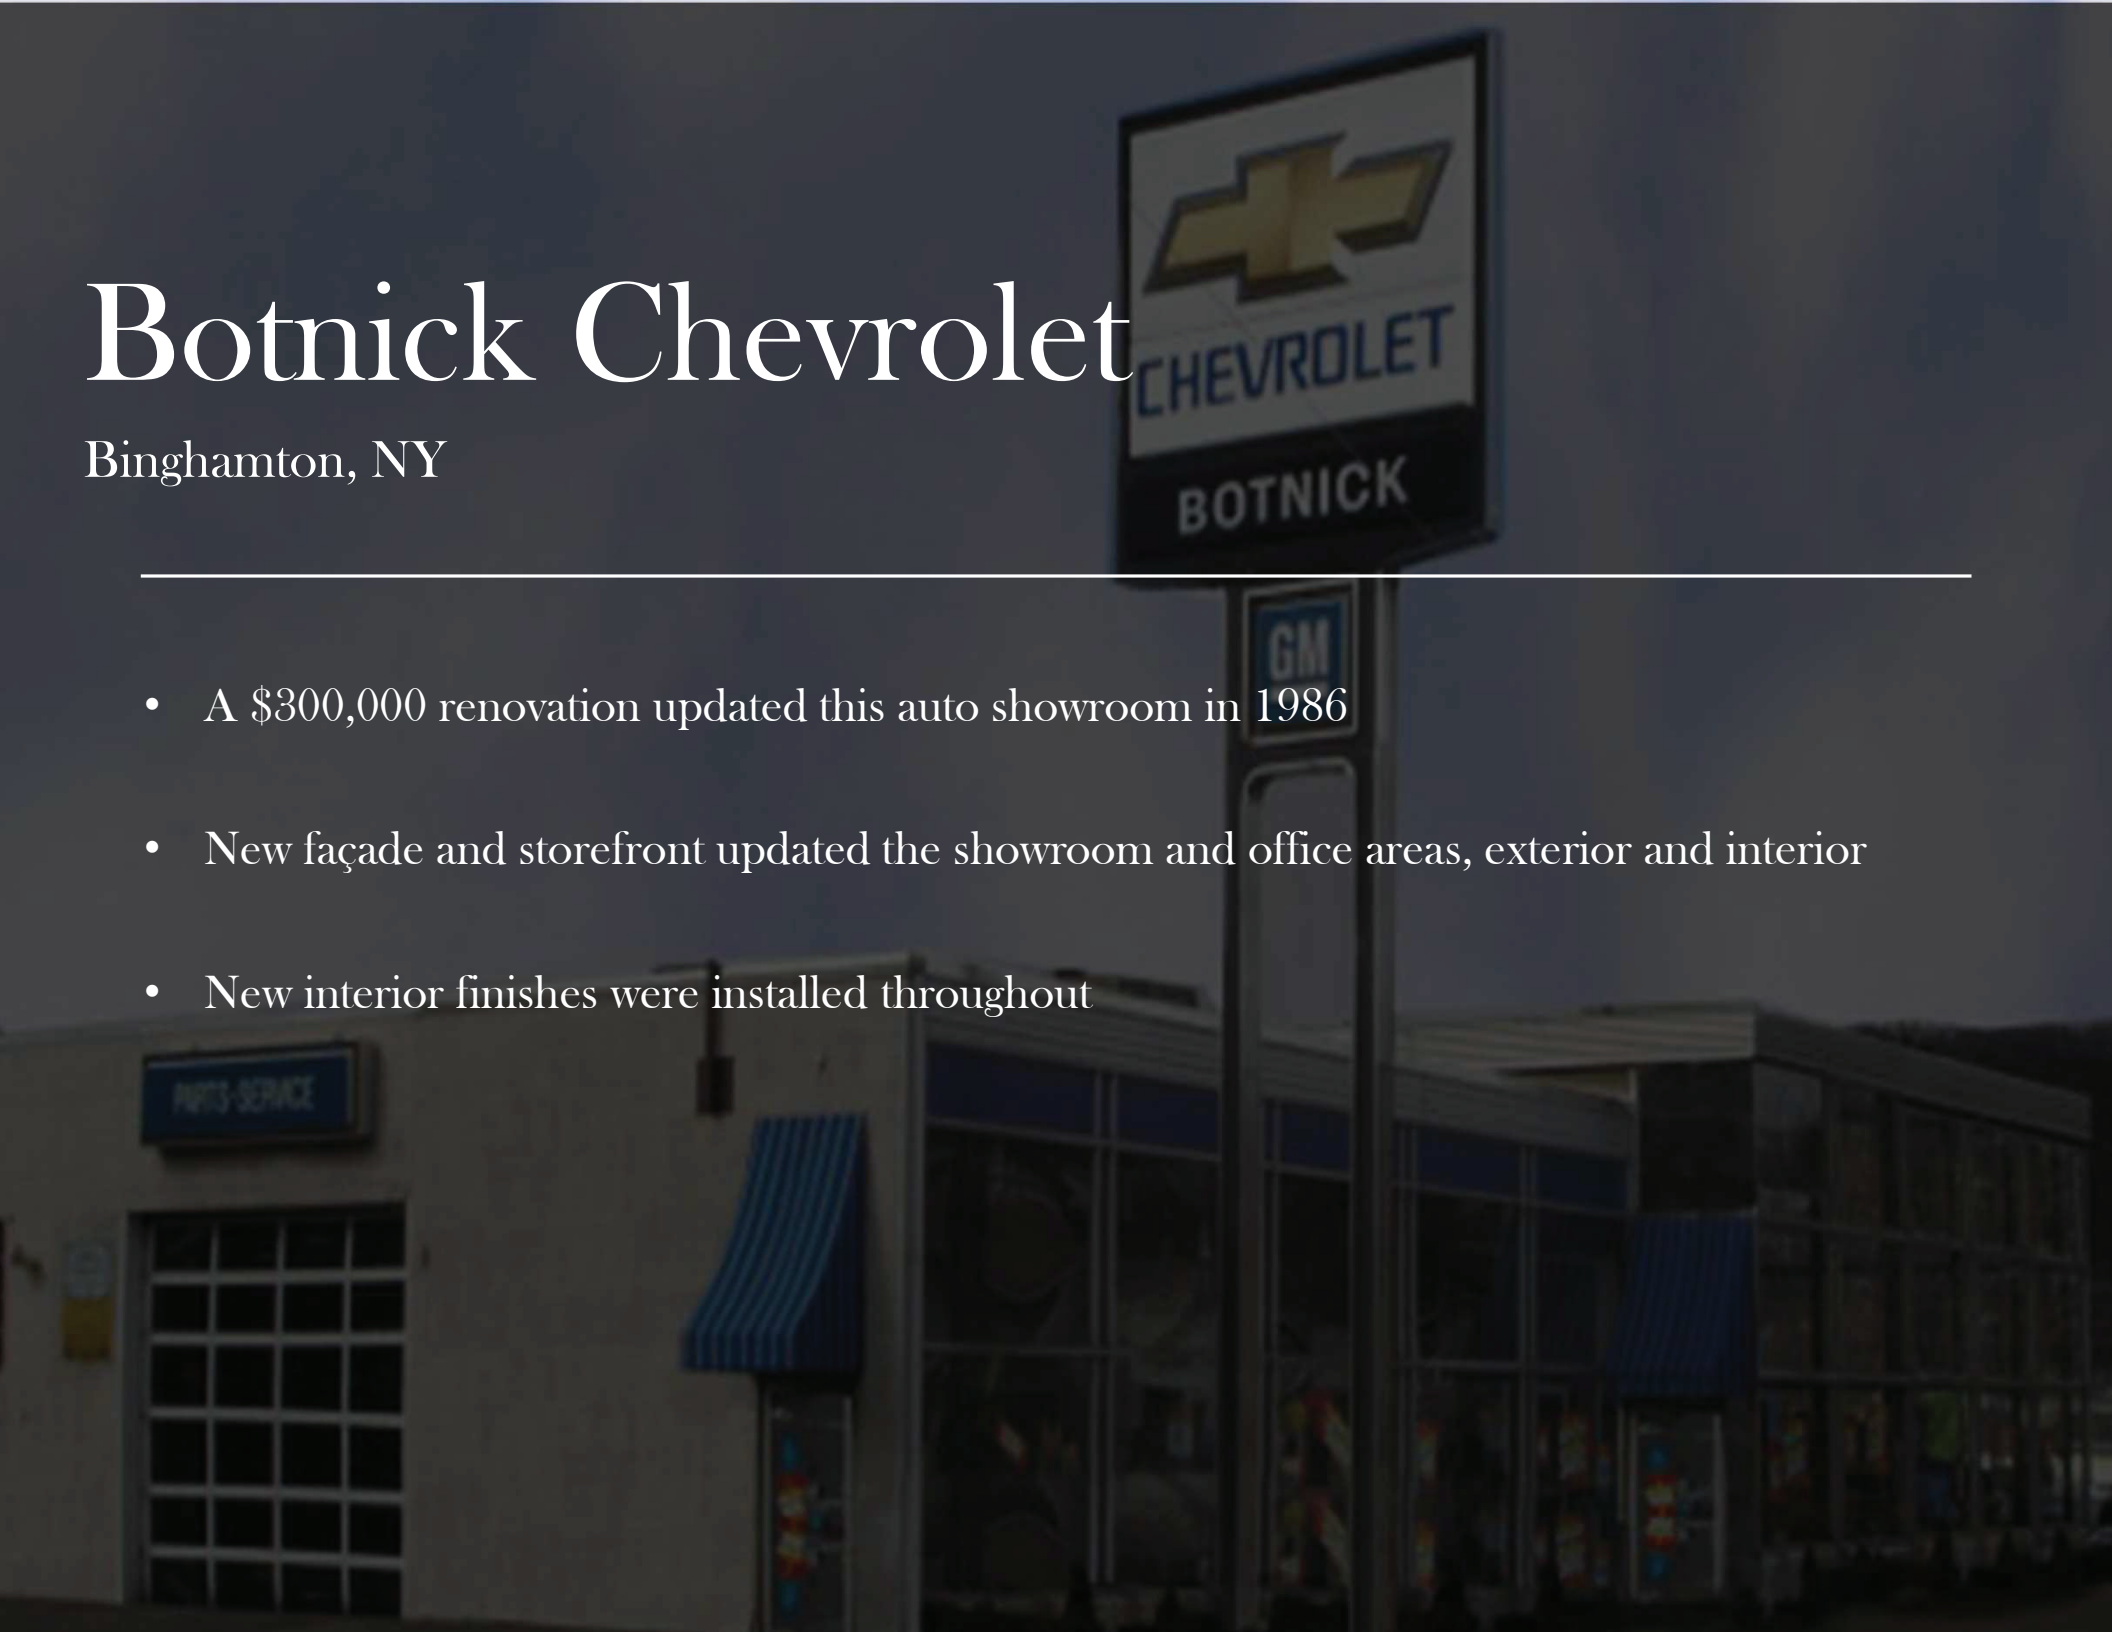 Botnick Chevrolet
Binghamton, NY
CHEVROLET
BOTNICK
GM
• A $300,000 renovation updated this auto showroom in 1986
• New façade and storefront updated the showroom and office areas, exterior and interior
• New interior finishes were installed throughout
PARTS-SERVICE